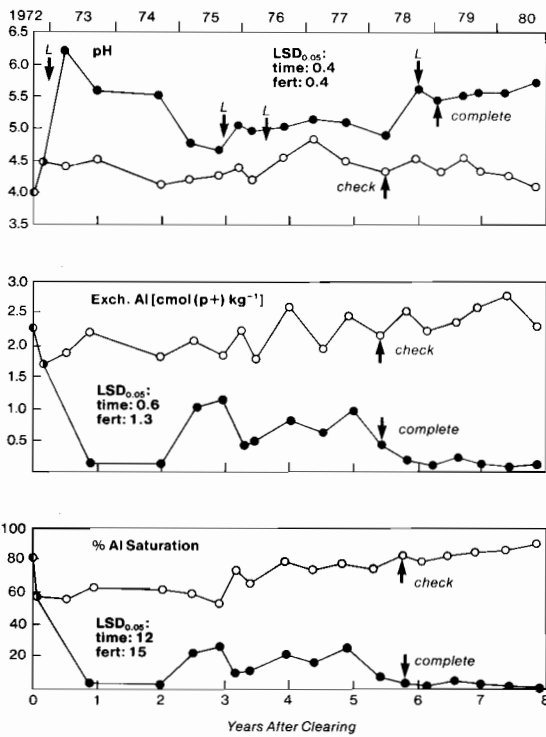 1972 73 74 75 76 77 78 79 80
6.5
6.0
5.5
5.0
4.5
4.0
3.5
pH
L
L
L
L
LSD0.05:
time: 0.4
fert: 0.4
complete
check
3.0
2.5
2.0
1.5
1.0
0.5
Exch. Al [cmol (p+) kg⁻¹]
check
LSD0.05:
time: 0.6
fert: 1.3
complete
100
80
60
40
20
% Al Saturation
check
LSD0.05:
time: 12
fert: 15
complete
0 1 2 3 4 5 6 7 8
Years After Clearing